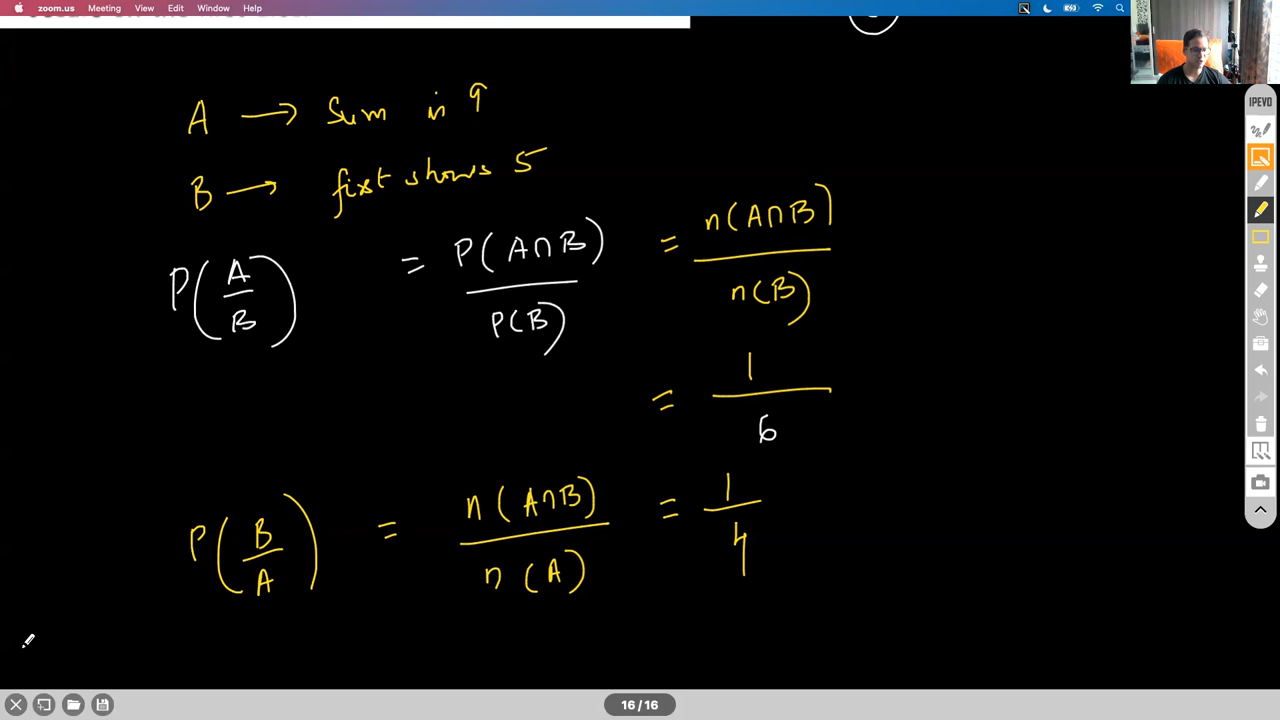 zoom.us Meeting View Edit Window Help
IPEVO
A → Sum is 9
B → first shows 5
P(A/B) = P(A∩B)/P(B) = n(A∩B)/n(B)
= 1/6
P(B/A) = n(A∩B)/n(A) = 1/4
16/16